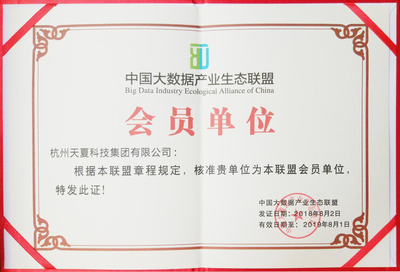 中国大数据产业生态联盟
Big Data Industry Ecological Alliance of China
会员单位
杭州天夏科技集团有限公司：
根据本联盟章程规定，核准贵单位为本联盟会员单位，
特发此证！
中国大数据产业生态联盟
发证日期：2018年8月2日
有效日期至：2019年8月1日